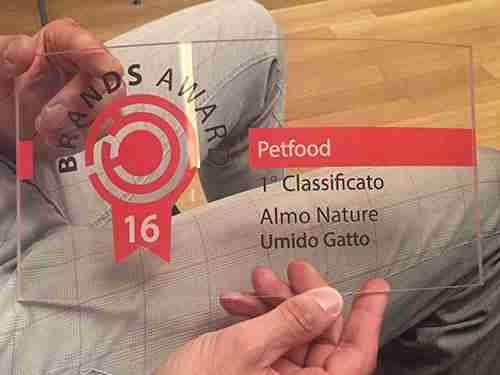 BRANDS AWARD
16
Petfood
1° Classificato
Almo Nature
Umido Gatto